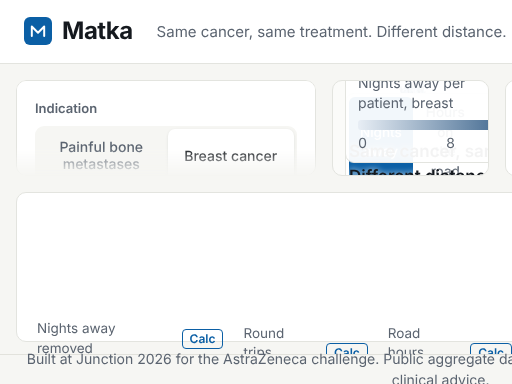 Matka
Same cancer, same treatment. Different distance.
Indication
Painful bone
metastases
Breast cancer
Nights away per
patient, breast
0 8
Nights away
removed
Calc
Round
trips
Calc
Road
hours
Calc
Built at Junction 2026 for the AstraZeneca challenge. Public aggregate da
clinical advice.